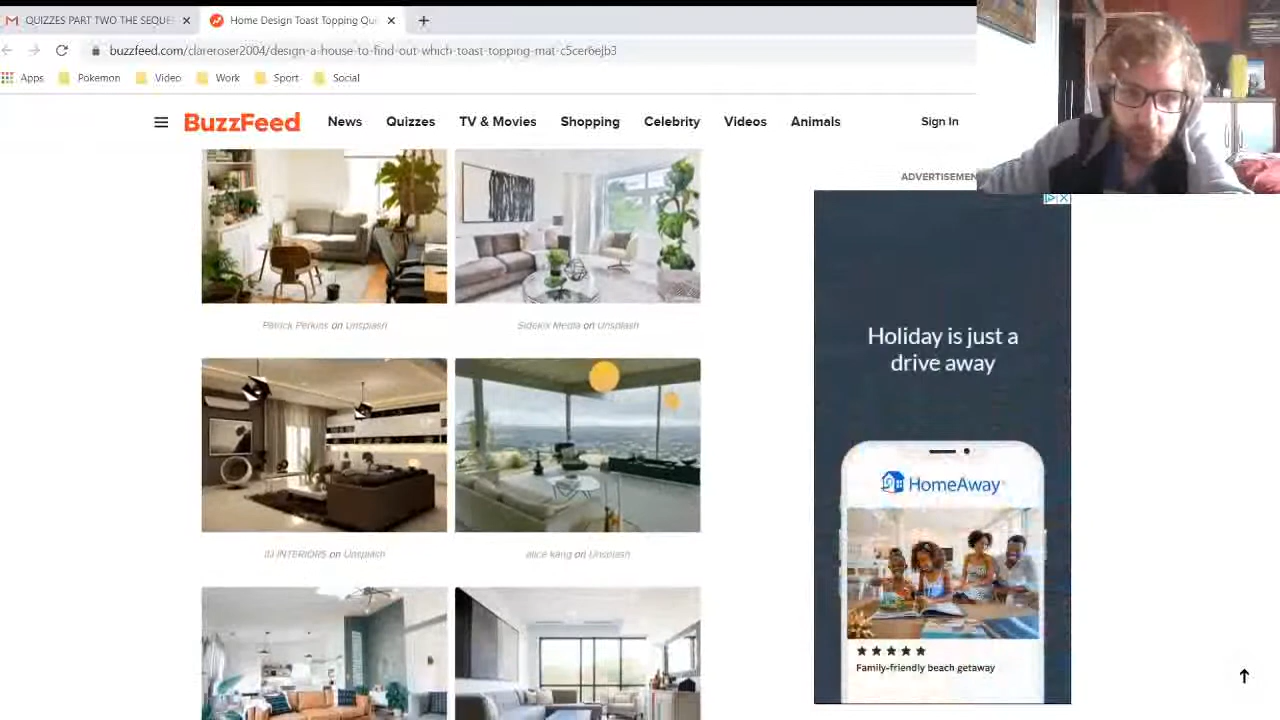 QUIZZES PART TWO THE SEQUE
Home Design Toast Topping Qui
buzzfeed.com/clareroser2004/design-a-house-to-find-out-which-toast-topping-mat-c5cer6ejb3
Apps Pokemon Video Work Sport Social
BuzzFeed News Quizzes TV & Movies Shopping Celebrity Videos Animals Sign In
ADVERTISEMEN
Patrick Perkins on Unsplash
Sidekix Media on Unsplash
Holiday is just a
drive away
HomeAway
INTERIORS on Unsplash
alice kang on Unsplash
Family-friendly beach getaway